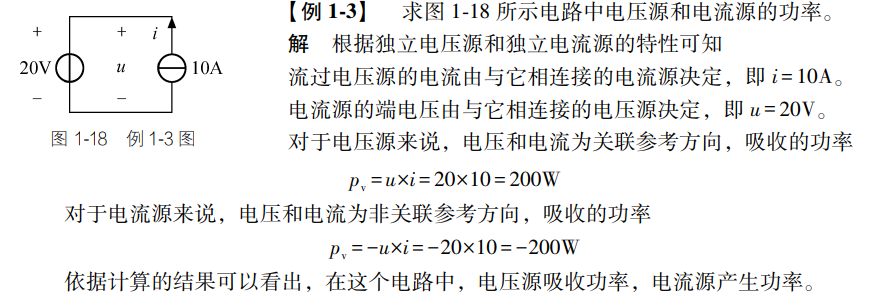 【例 1-3】 求图 1-18 所示电路中电压源和电流源的功率。
解 根据独立电压源和独立电流源的特性可知
流过电压源的电流由与它相连接的电流源决定，即 i=10A。
电流源的端电压由与它相连接的电压源决定，即 u=20V。
对于电压源来说，电压和电流为关联参考方向，吸收的功率
+ + i
20V u 10A
− −
图 1-18 例 1-3 图
pv=u×i=20×10=200W
对于电流源来说，电压和电流为非关联参考方向，吸收的功率
pv=-u×i=-20×10=-200W
依据计算的结果可以看出，在这个电路中，电压源吸收功率，电流源产生功率。